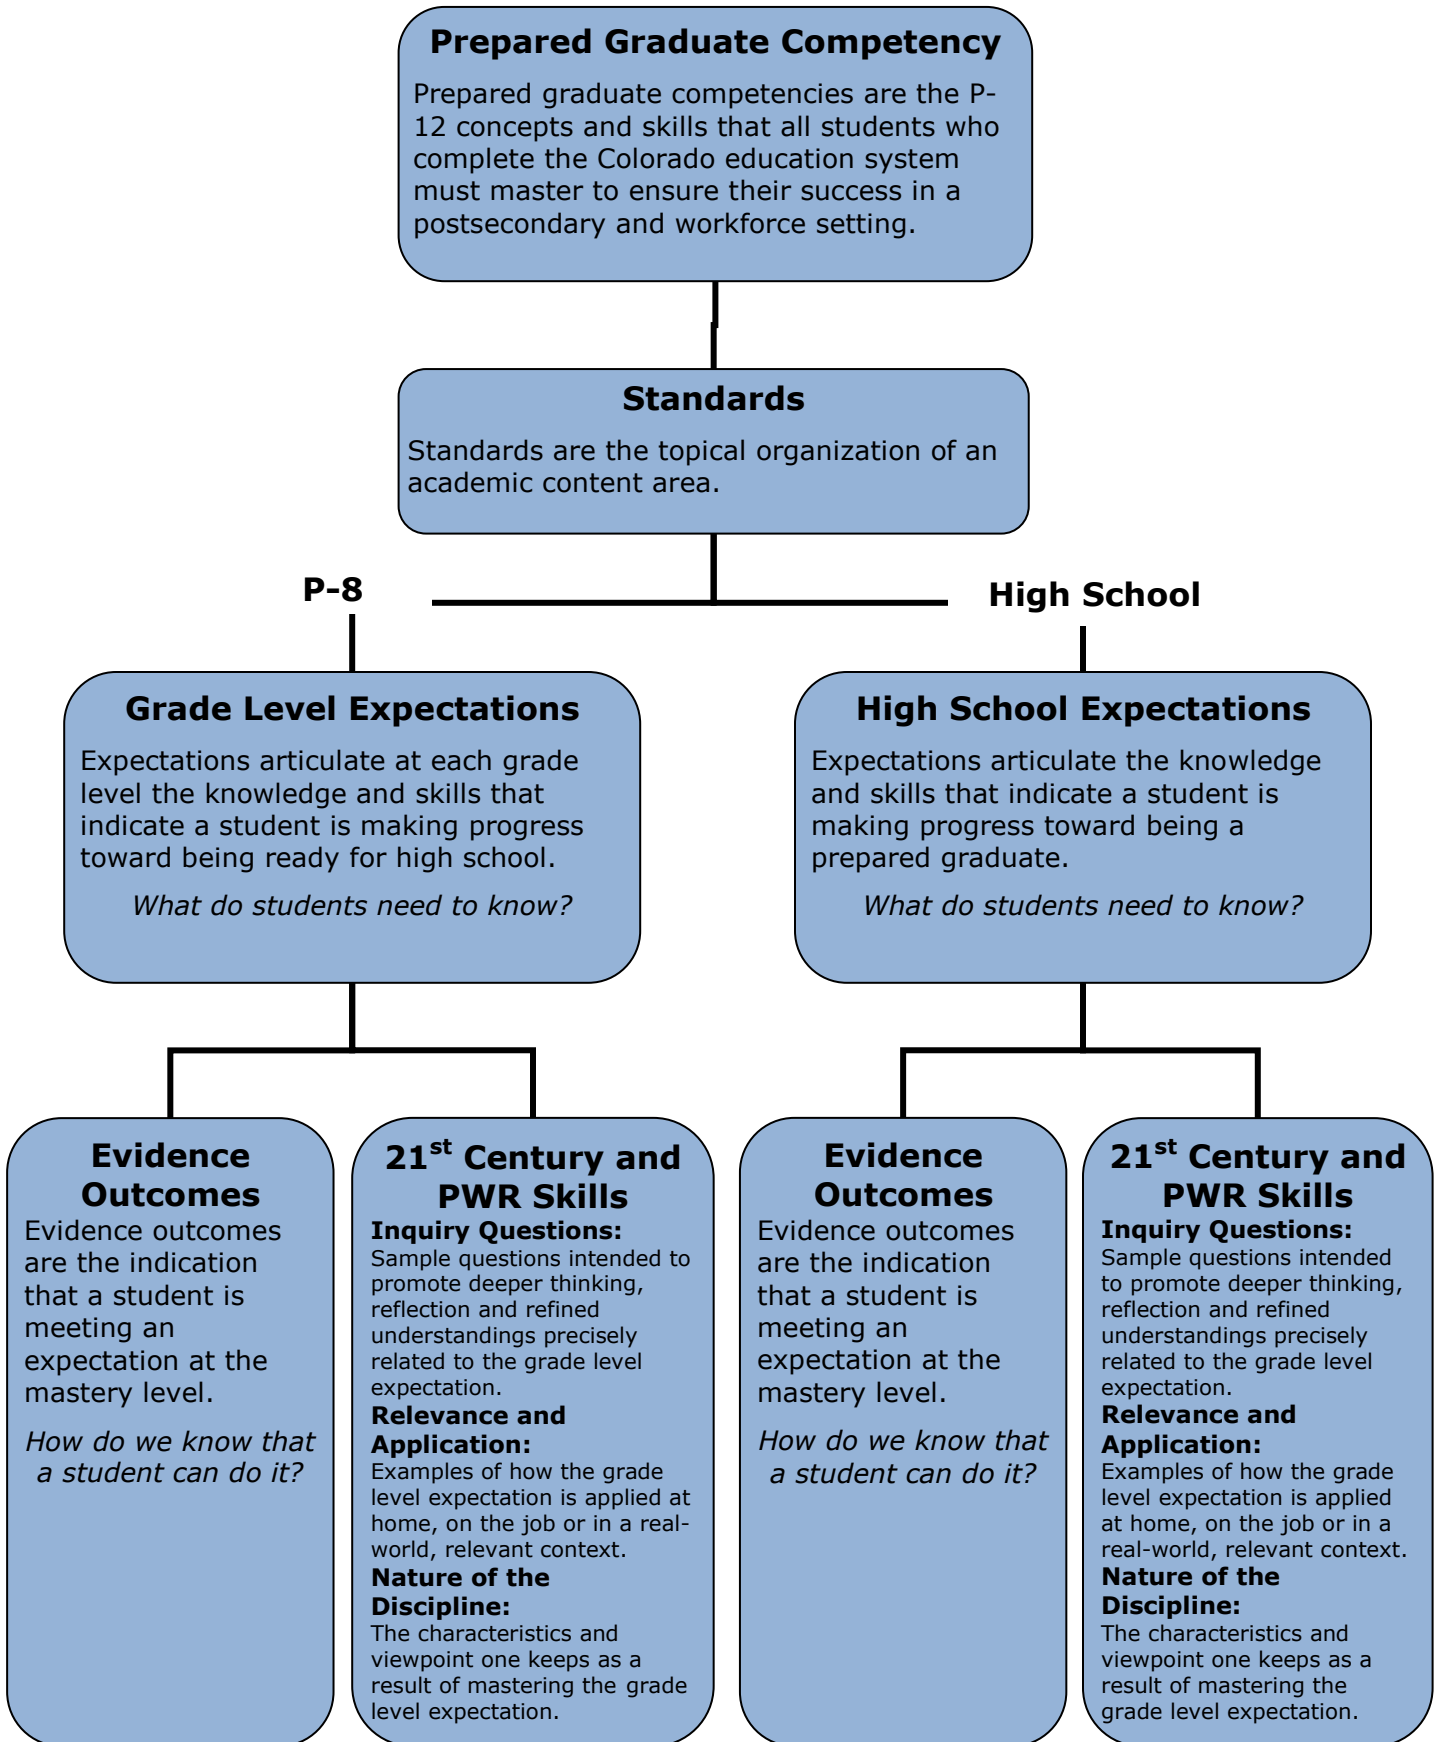 Prepared Graduate Competency
Prepared graduate competencies are the P-
12 concepts and skills that all students who
complete the Colorado education system
must master to ensure their success in a
postsecondary and workforce setting.
Standards
Standards are the topical organization of an
academic content area.
P-8
High School
Grade Level Expectations
Expectations articulate at each grade
level the knowledge and skills that
indicate a student is making progress
toward being ready for high school.
What do students need to know?
High School Expectations
Expectations articulate the knowledge
and skills that indicate a student is
making progress toward being a
prepared graduate.
What do students need to know?
Evidence
Outcomes
Evidence outcomes
are the indication
that a student is
meeting an
expectation at the
mastery level.
How do we know that
a student can do it?
21st Century and
PWR Skills
Inquiry Questions:
Sample questions intended to
promote deeper thinking,
reflection and refined
understandings precisely
related to the grade level
expectation.
Relevance and
Application:
Examples of how the grade
level expectation is applied at
home, on the job or in a real-
world, relevant context.
Nature of the
Discipline:
The characteristics and
viewpoint one keeps as a
result of mastering the grade
level expectation.
Evidence
Outcomes
Evidence outcomes
are the indication
that a student is
meeting an
expectation at the
mastery level.
How do we know that
a student can do it?
21st Century and
PWR Skills
Inquiry Questions:
Sample questions intended
to promote deeper thinking,
reflection and refined
understandings precisely
related to the grade level
expectation.
Relevance and
Application:
Examples of how the grade
level expectation is applied
at home, on the job or in a
real-world, relevant context.
Nature of the
Discipline:
The characteristics and
viewpoint one keeps as a
result of mastering the
grade level expectation.